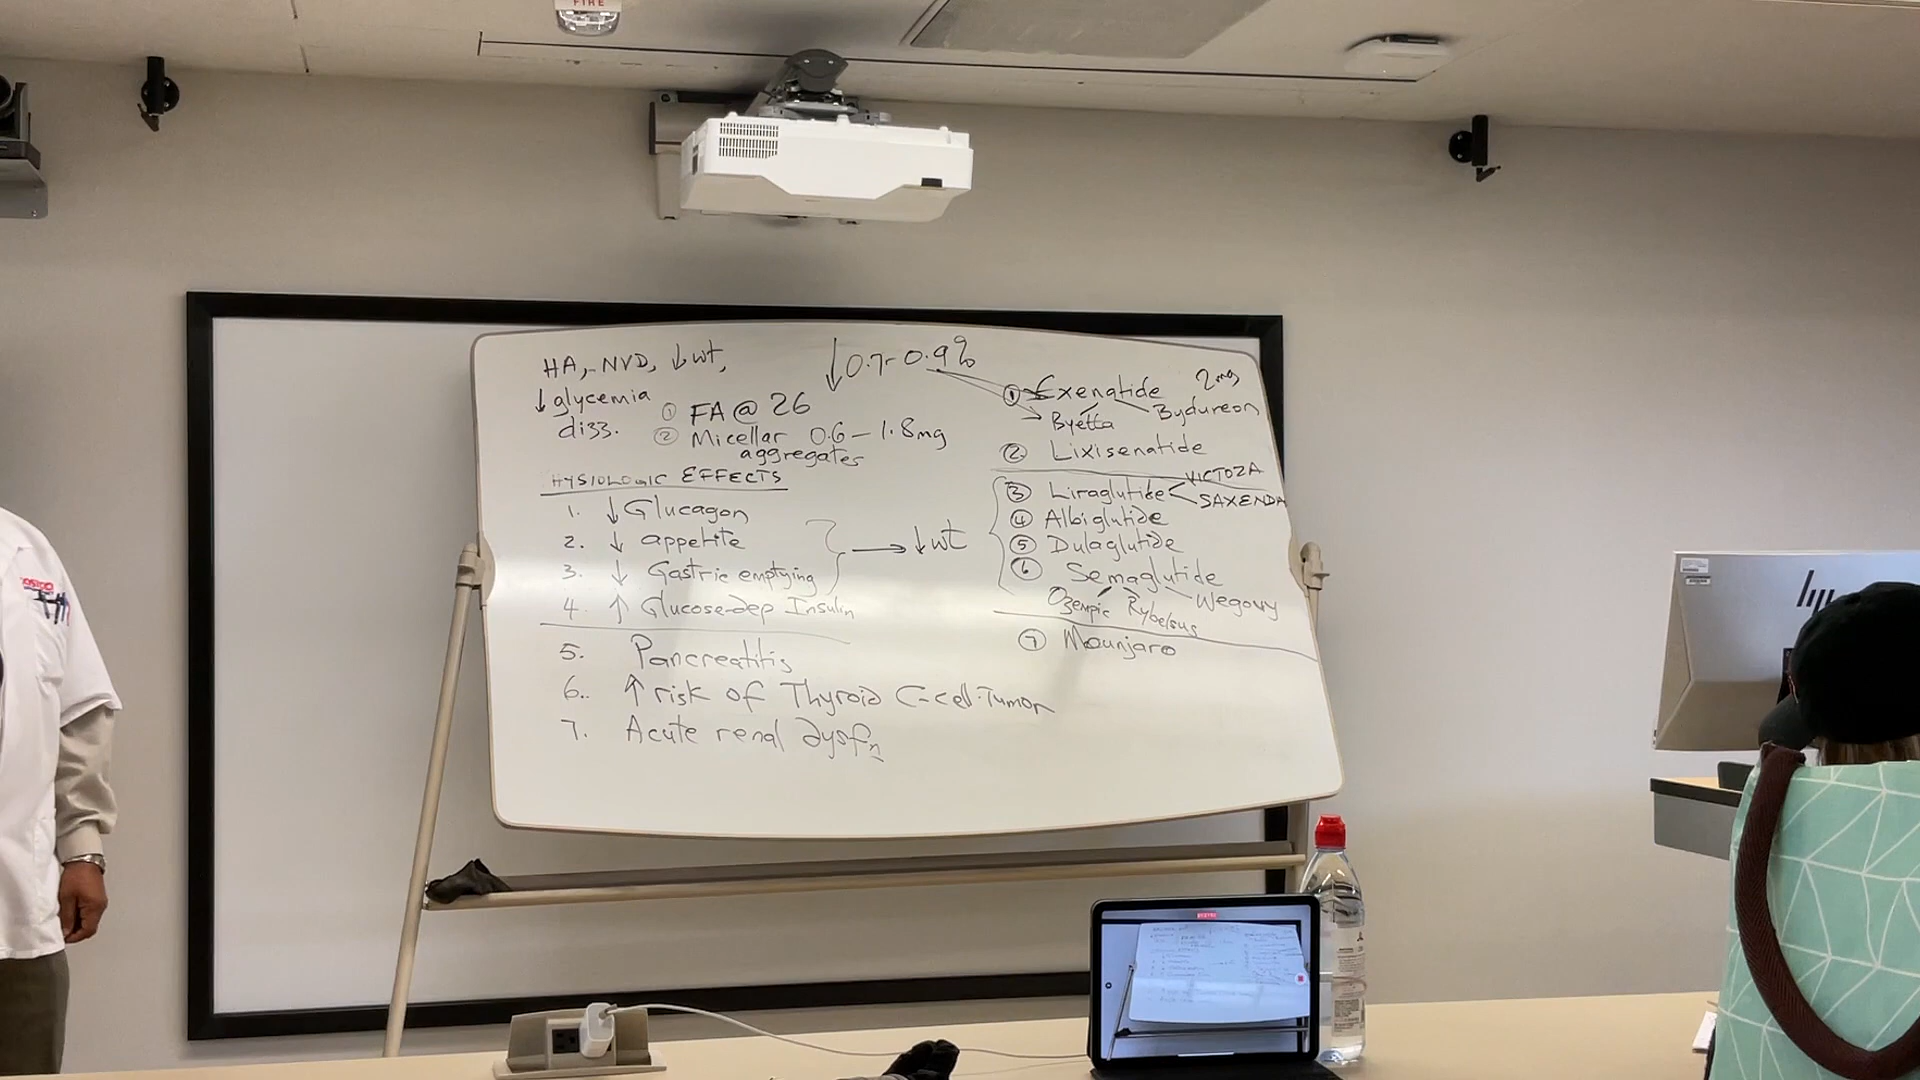 FIRE
HA, NVD, ↓wt,
↓glycemia
dizz.
↓0.7-0.9%
① FA @ 26
② Micellar 0.6 – 1.8mg
aggregates
HYSIOLOGIC EFFECTS
1. ↓ Glucagon
2. ↓ appetite
3. ↓ Gastric emptying
4. ↑ Glucose-dep Insulin
→ ↓wt
5. Pancreatitis
6. ↑ risk of Thyroid C-cell Tumor
7. Acute renal dysfn
① Exenatide 2mg
Byetta Bydureon
② Lixisenatide
③ Liraglutide VICTOZA
SAXENDA
④ Albiglutide
⑤ Dulaglutide
⑥ Semaglutide
Ozempic Rybelsus Wegovy
⑦ Mounjaro
hp